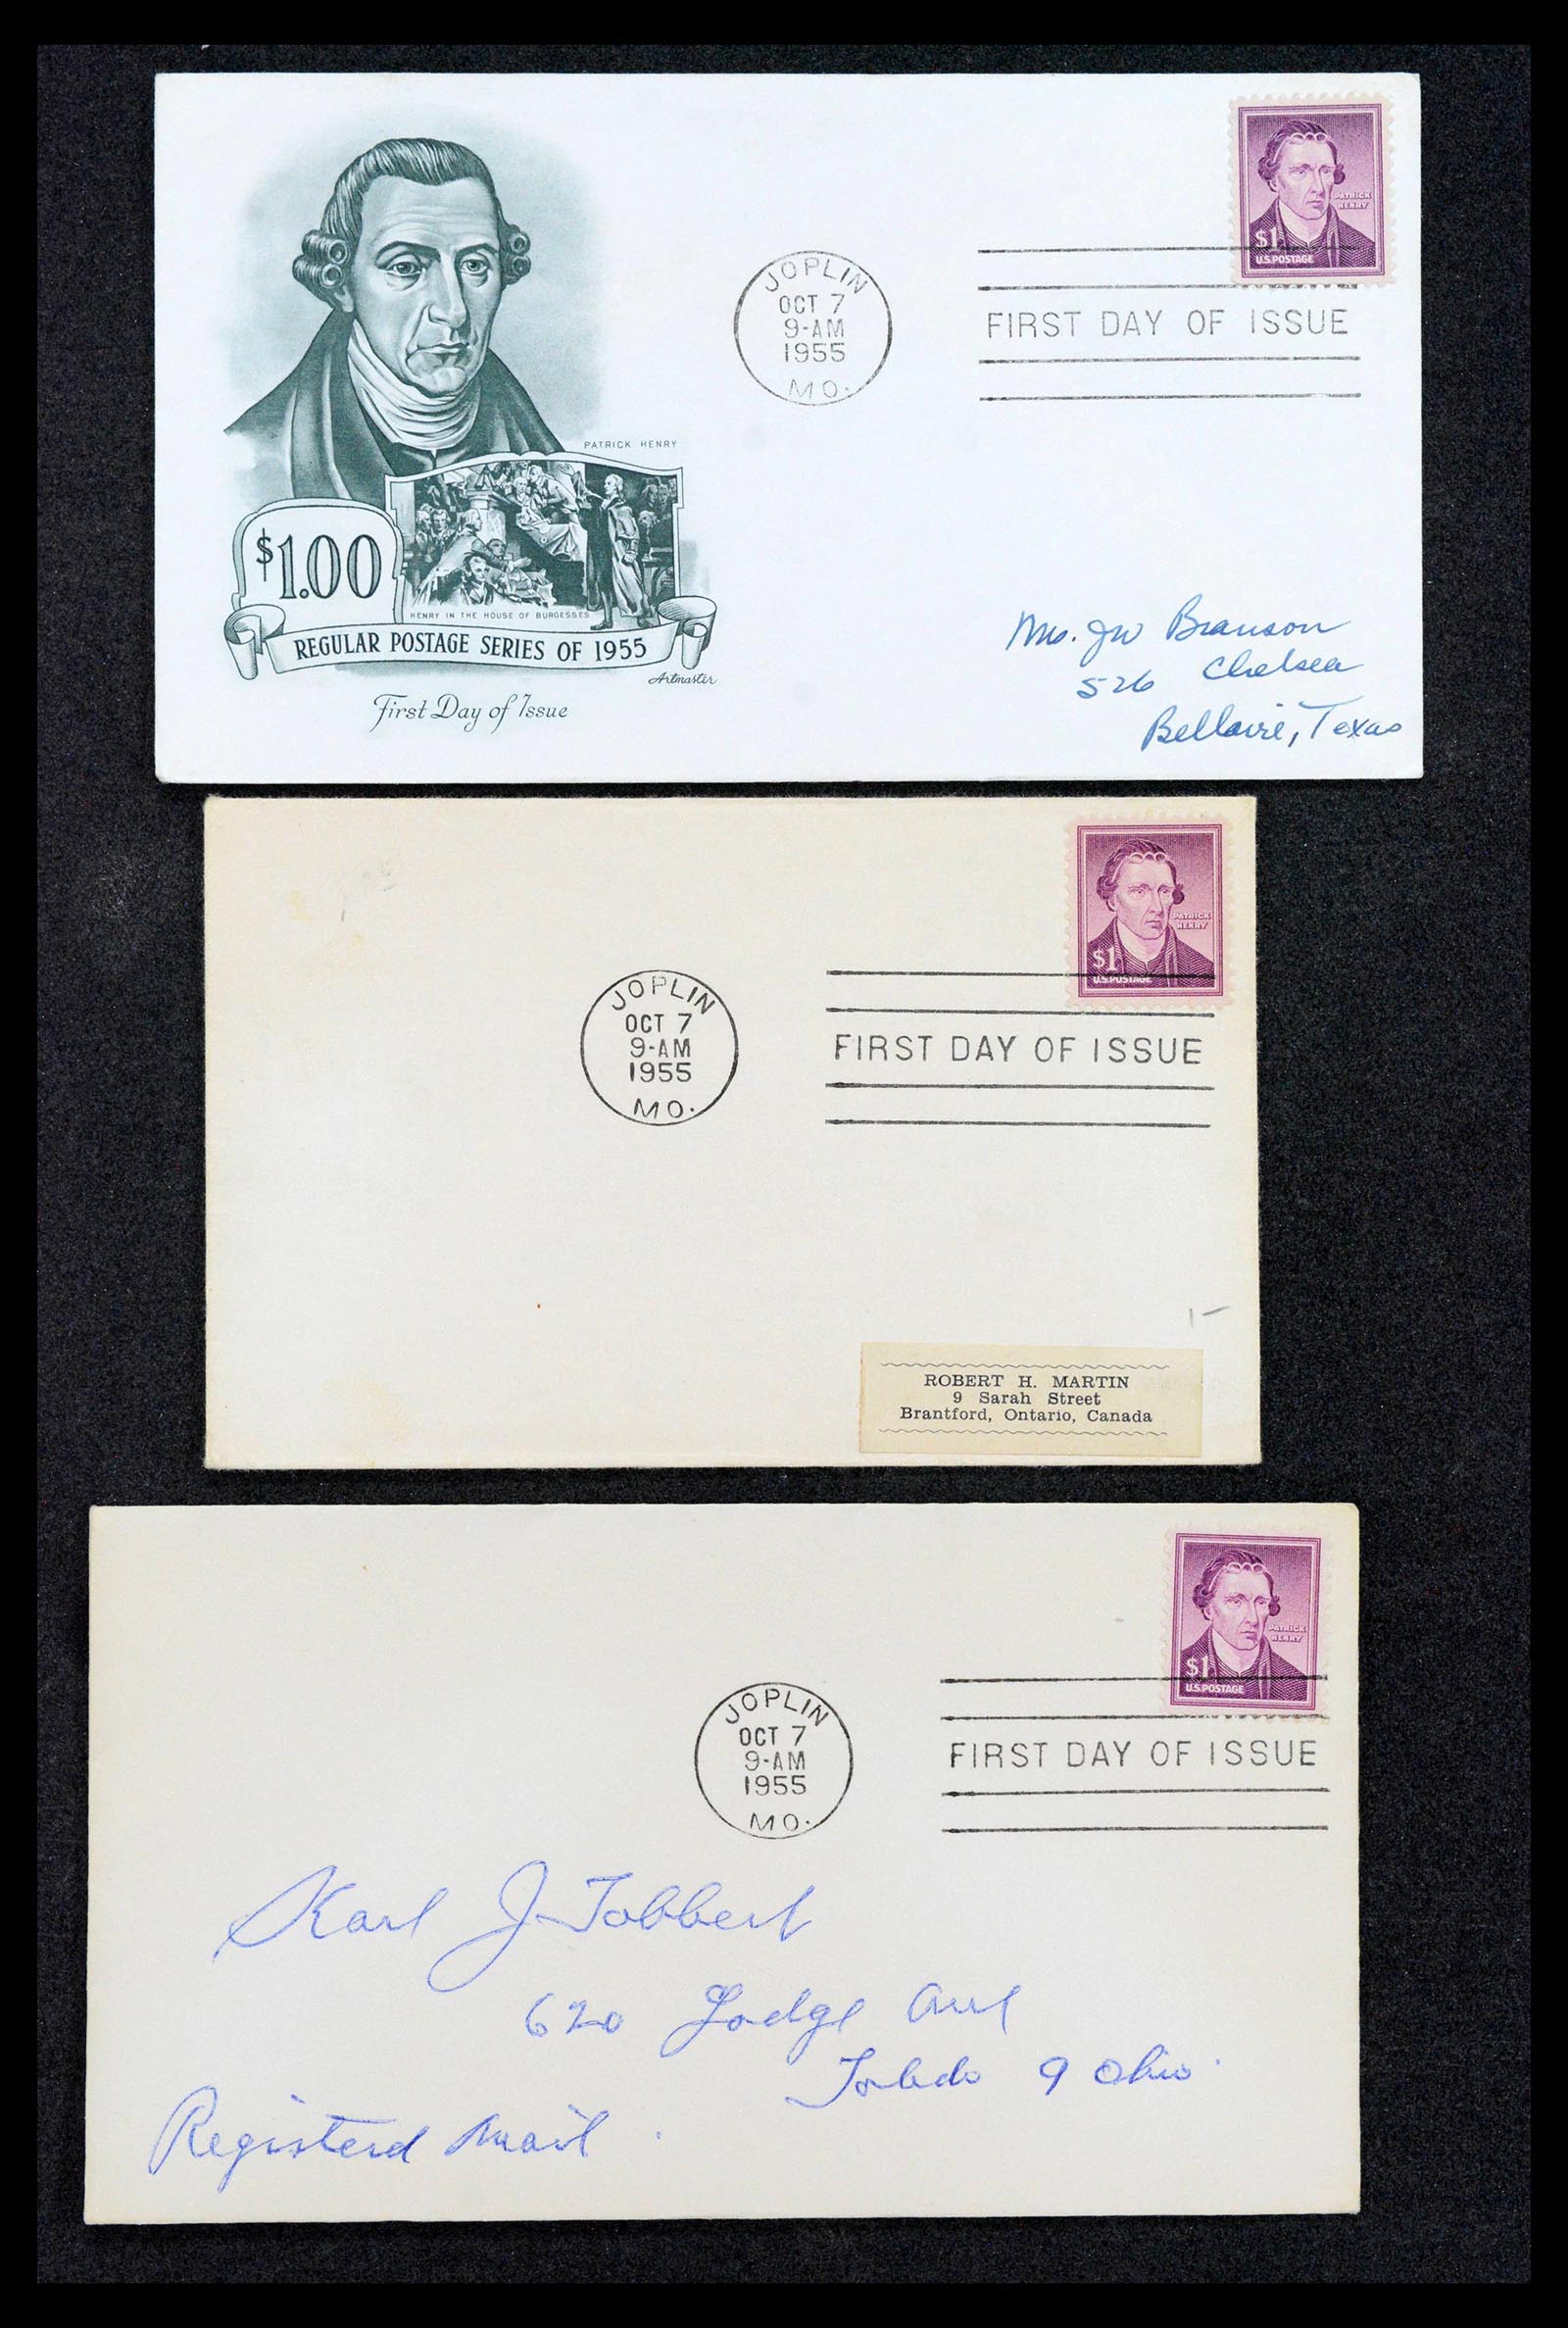 PATRICK
HENRY
$1
U.S.POSTAGE
JOPLIN
OCT 7
9-AM
1955
MO.
FIRST DAY OF ISSUE
PATRICK HENRY
$1.00
HENRY IN THE HOUSE OF BURGESSES
REGULAR POSTAGE SERIES OF 1955
Artmaster
First Day of Issue
Mrs. JW Branson
526 Chelsea
Bellaire, Texas
PATRICK
HENRY
$1
U.S.POSTAGE
JOPLIN
OCT 7
9-AM
1955
MO.
FIRST DAY OF ISSUE
1-
ROBERT H. MARTIN
9 Sarah Street
Brantford, Ontario, Canada
PATRICK
HENRY
$1
U.S.POSTAGE
JOPLIN
OCT 7
9-AM
1955
MO.
FIRST DAY OF ISSUE
Karl J Tobbert
620 Lodge Ave
Toledo 9 Ohio
Registerd Mail